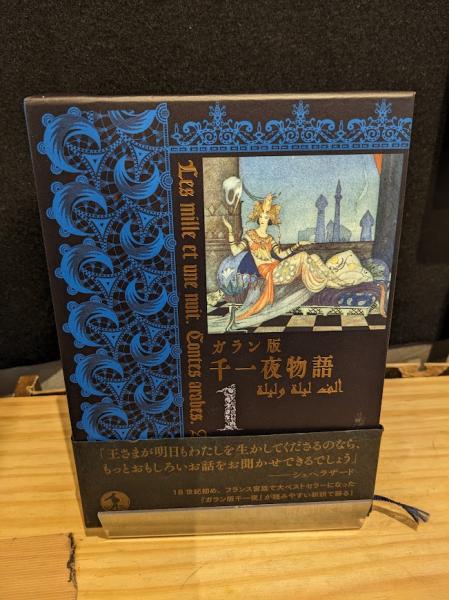 Les mille et une nuit. Contes arabes.
ガラン版
千一夜物語
ألف ليلة وليلة
1
「王さまが明日もわたしを生かしてくださるのなら、
もっとおもしろいお話をお聞かせできるでしょう」
──シェヘラザード
18世紀初め、フランス宮廷で大ベストセラーになった
『ガラン版千一夜』が読みやすい新訳で蘇る!